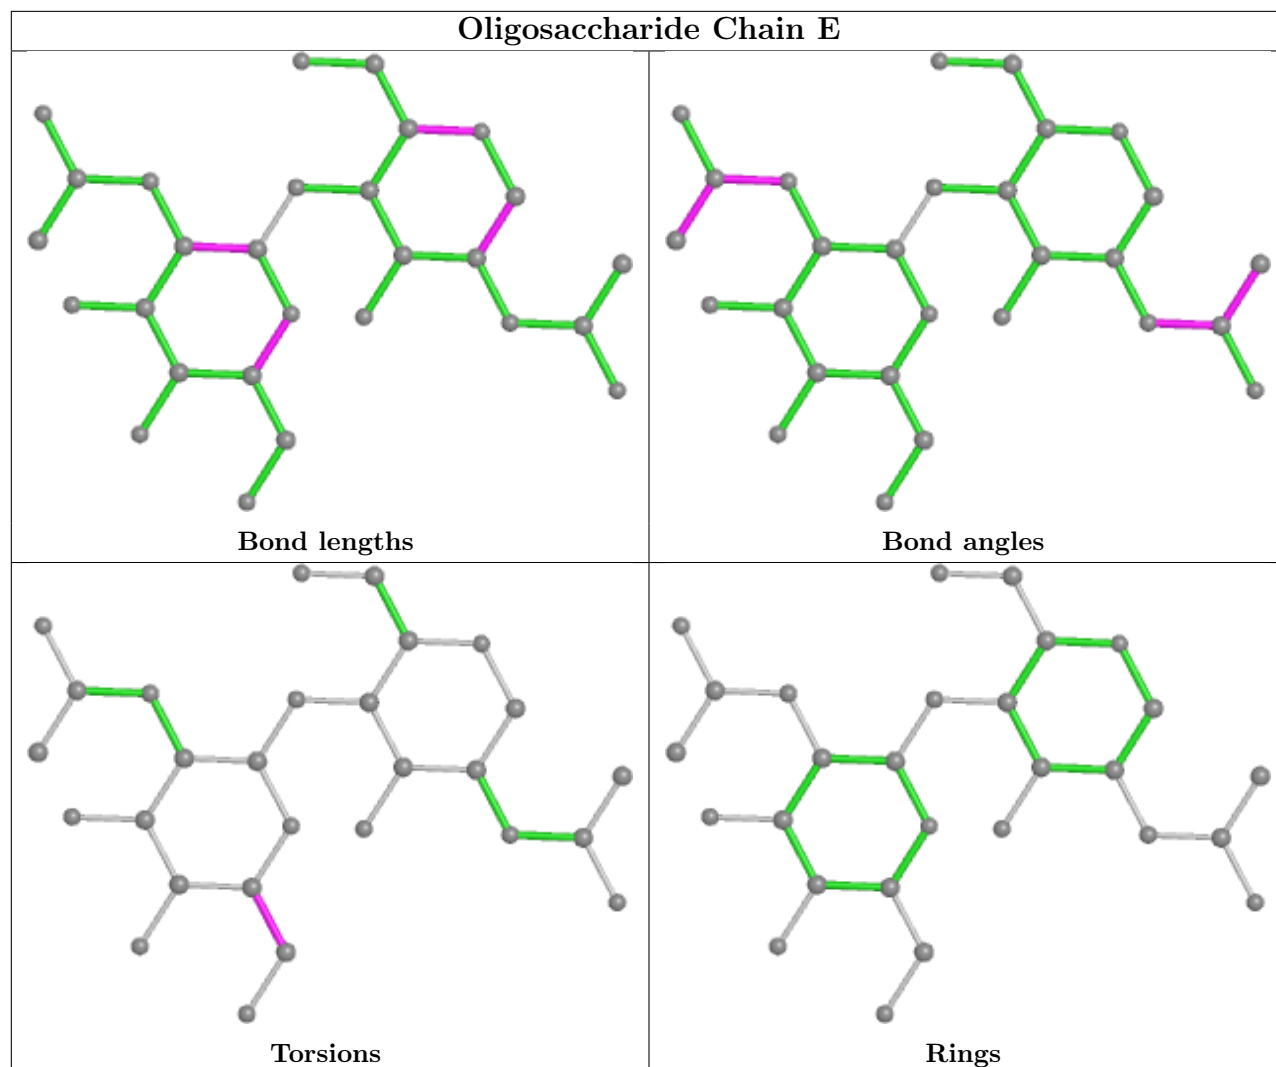 Oligosaccharide Chain E
Bond lengths
Bond angles
Torsions
Rings